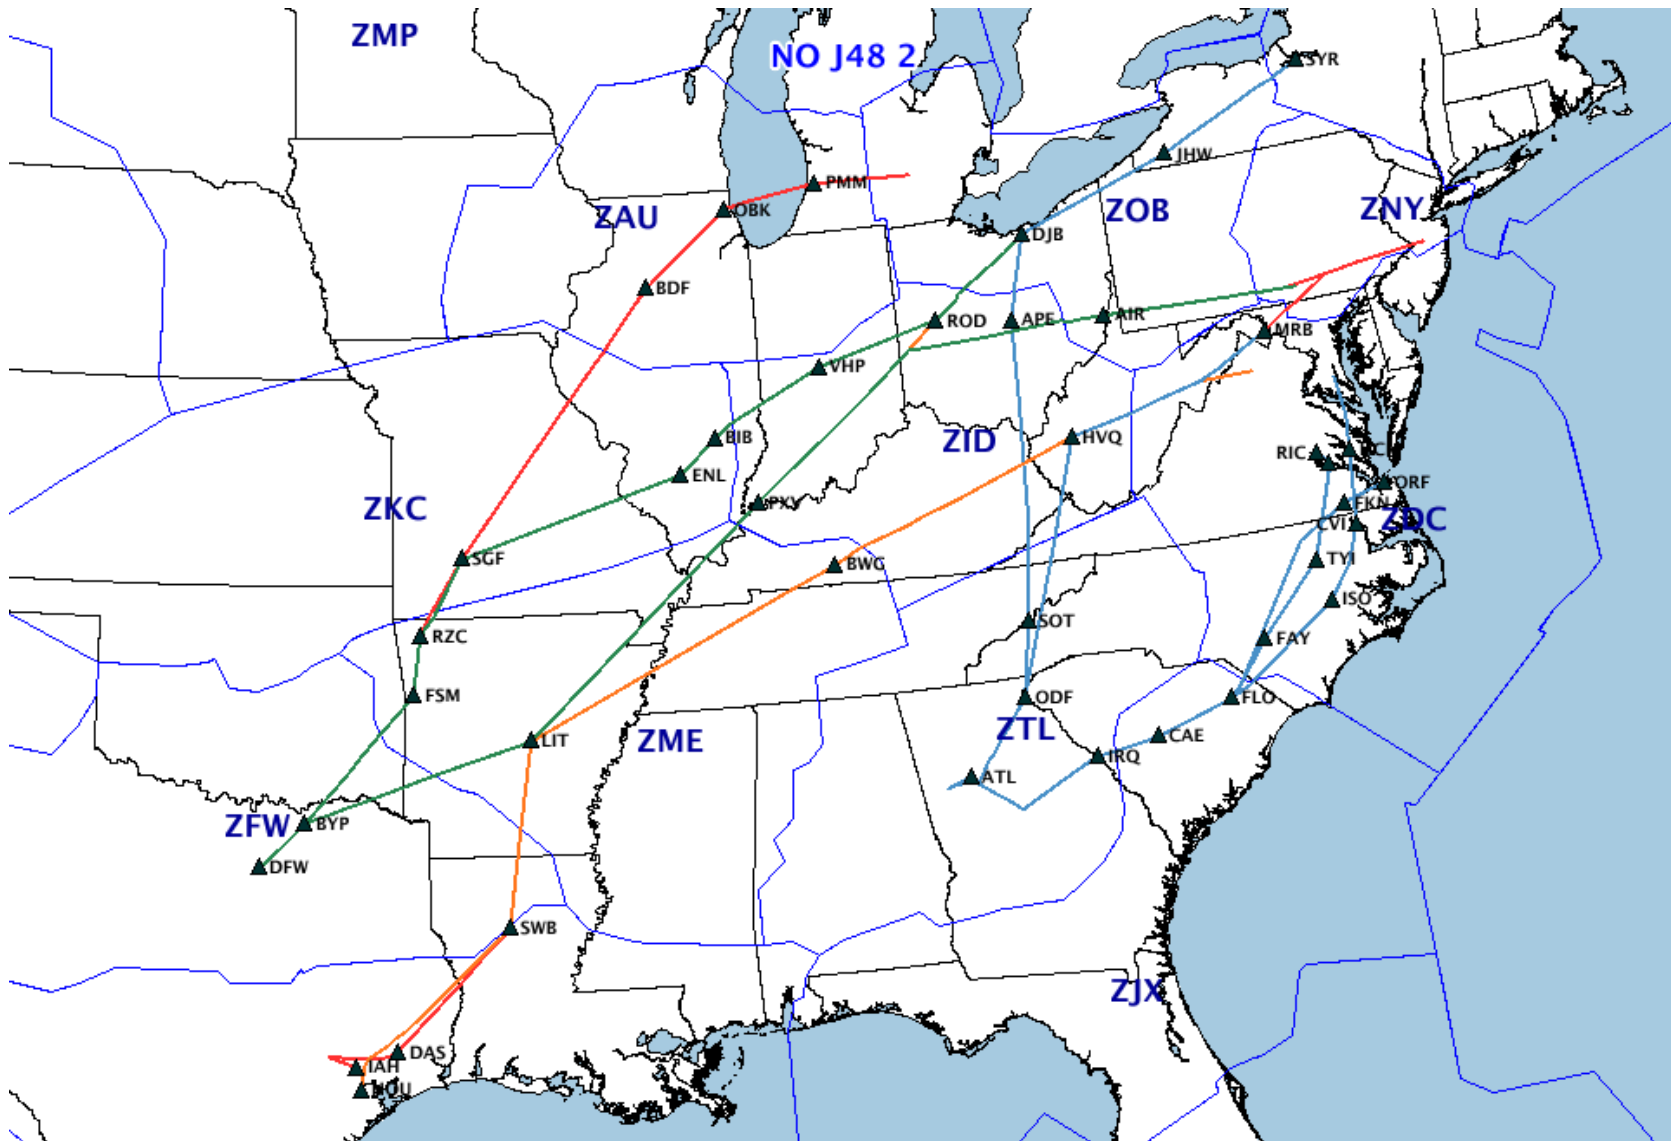 ZMP
NO J48 2
SYR
JHW
PMM
OBK
ZAU
ZOB
ZNY
DJB
BDF
ROD
APE
AIR
MRB
VHP
BIB
HVQ
ZID
RIC
ENL
ORF
PXV
FKN
ZKC
CVI
ZDC
SGF
BWG
TYI
ISO
SOT
RZC
FAY
FSM
ODF
FLO
ZTL
LIT
ZME
CAE
IRQ
ATL
ZFW
BYP
DFW
SWB
ZJX
DAS
IAH
HOU